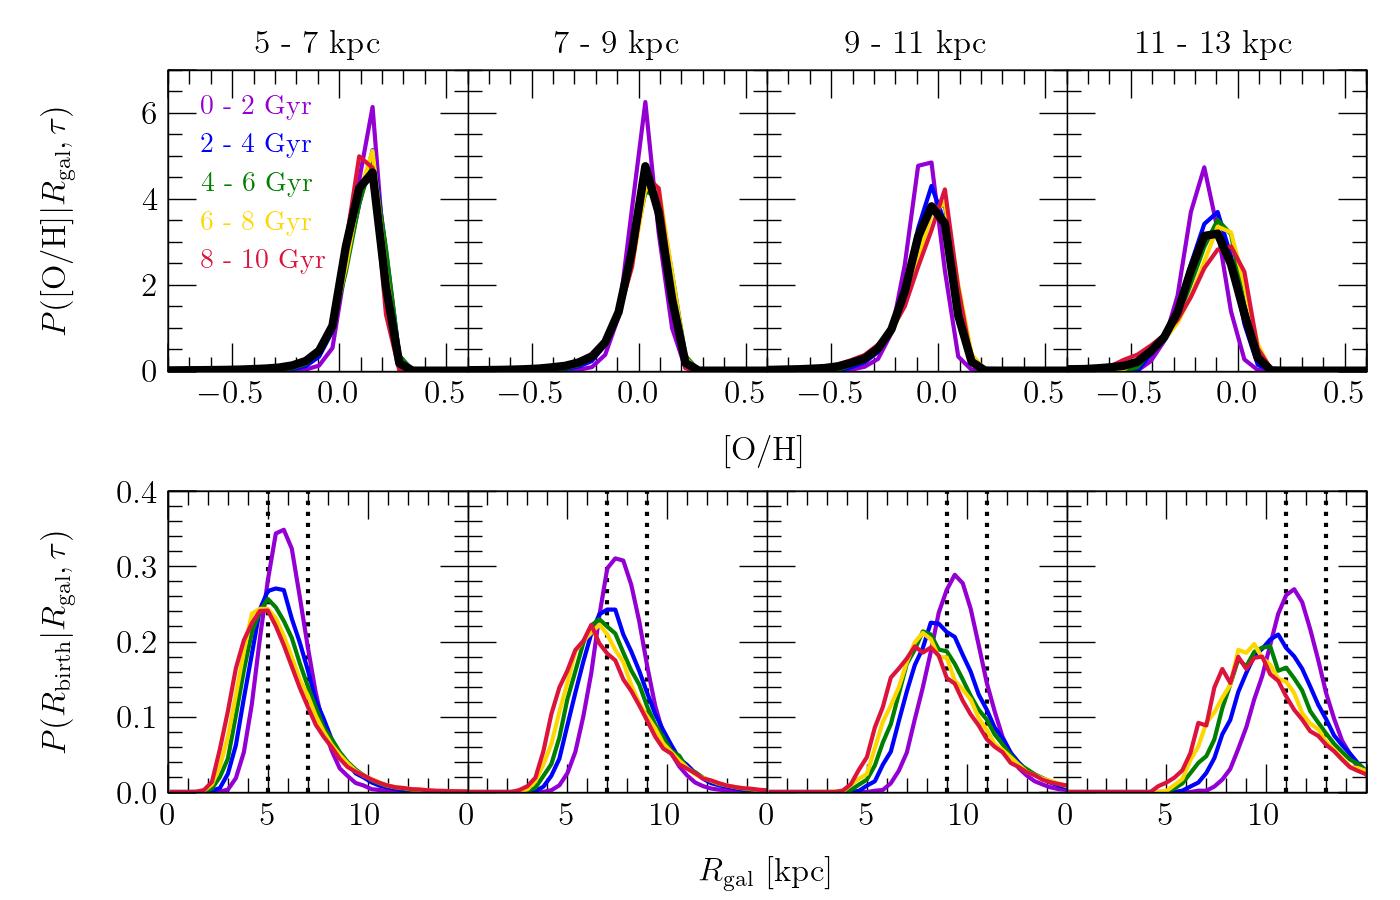 5 - 7 kpc 7 - 9 kpc 9 - 11 kpc 11 - 13 kpc
P([O/H]|R_gal, τ)
6
4
2
0
0 - 2 Gyr
2 - 4 Gyr
4 - 6 Gyr
6 - 8 Gyr
8 - 10 Gyr
−0.5 0.0 0.5 −0.5 0.0 0.5 −0.5 0.0 0.5 −0.5 0.0 0.5
[O/H]
P(R_birth|R_gal, τ)
0.4
0.3
0.2
0.1
0.0
0 5 10 0 5 10 0 5 10 0 5 10
R_gal [kpc]